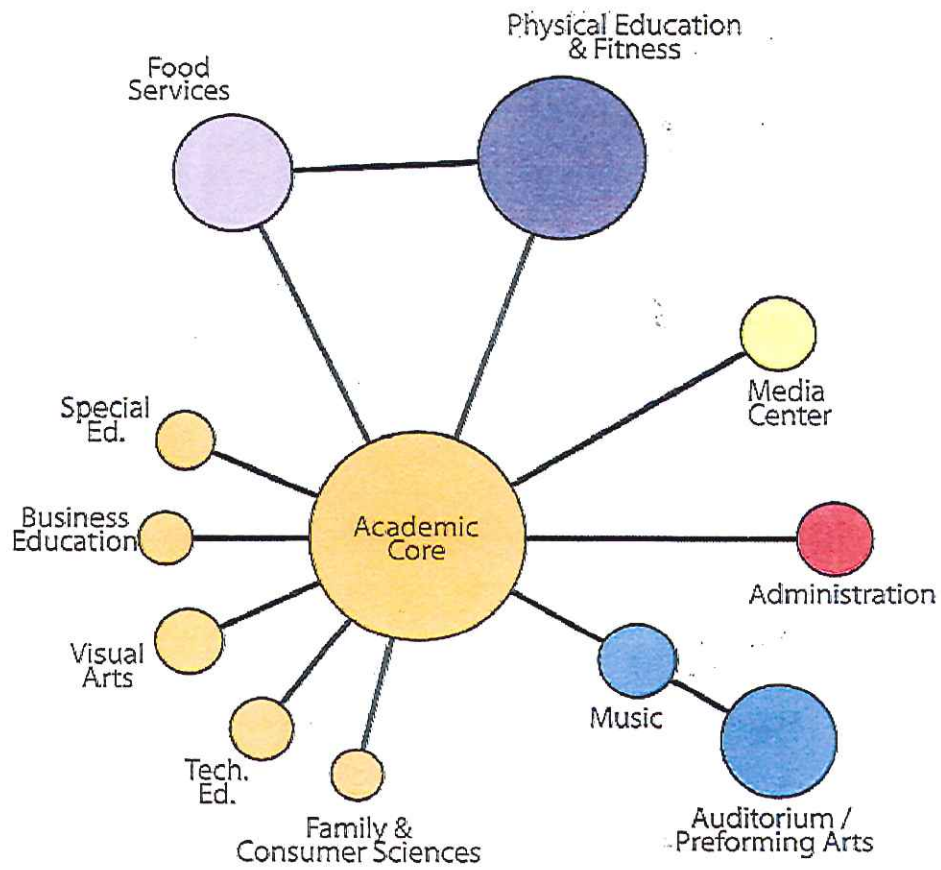 Physical Education
& Fitness
Food
Services
Media
Center
Special
Ed.
Business
Education
Academic
Core
Administration
Visual
Arts
Music
Tech.
Ed.
Auditorium /
Preforming Arts
Family &
Consumer Sciences